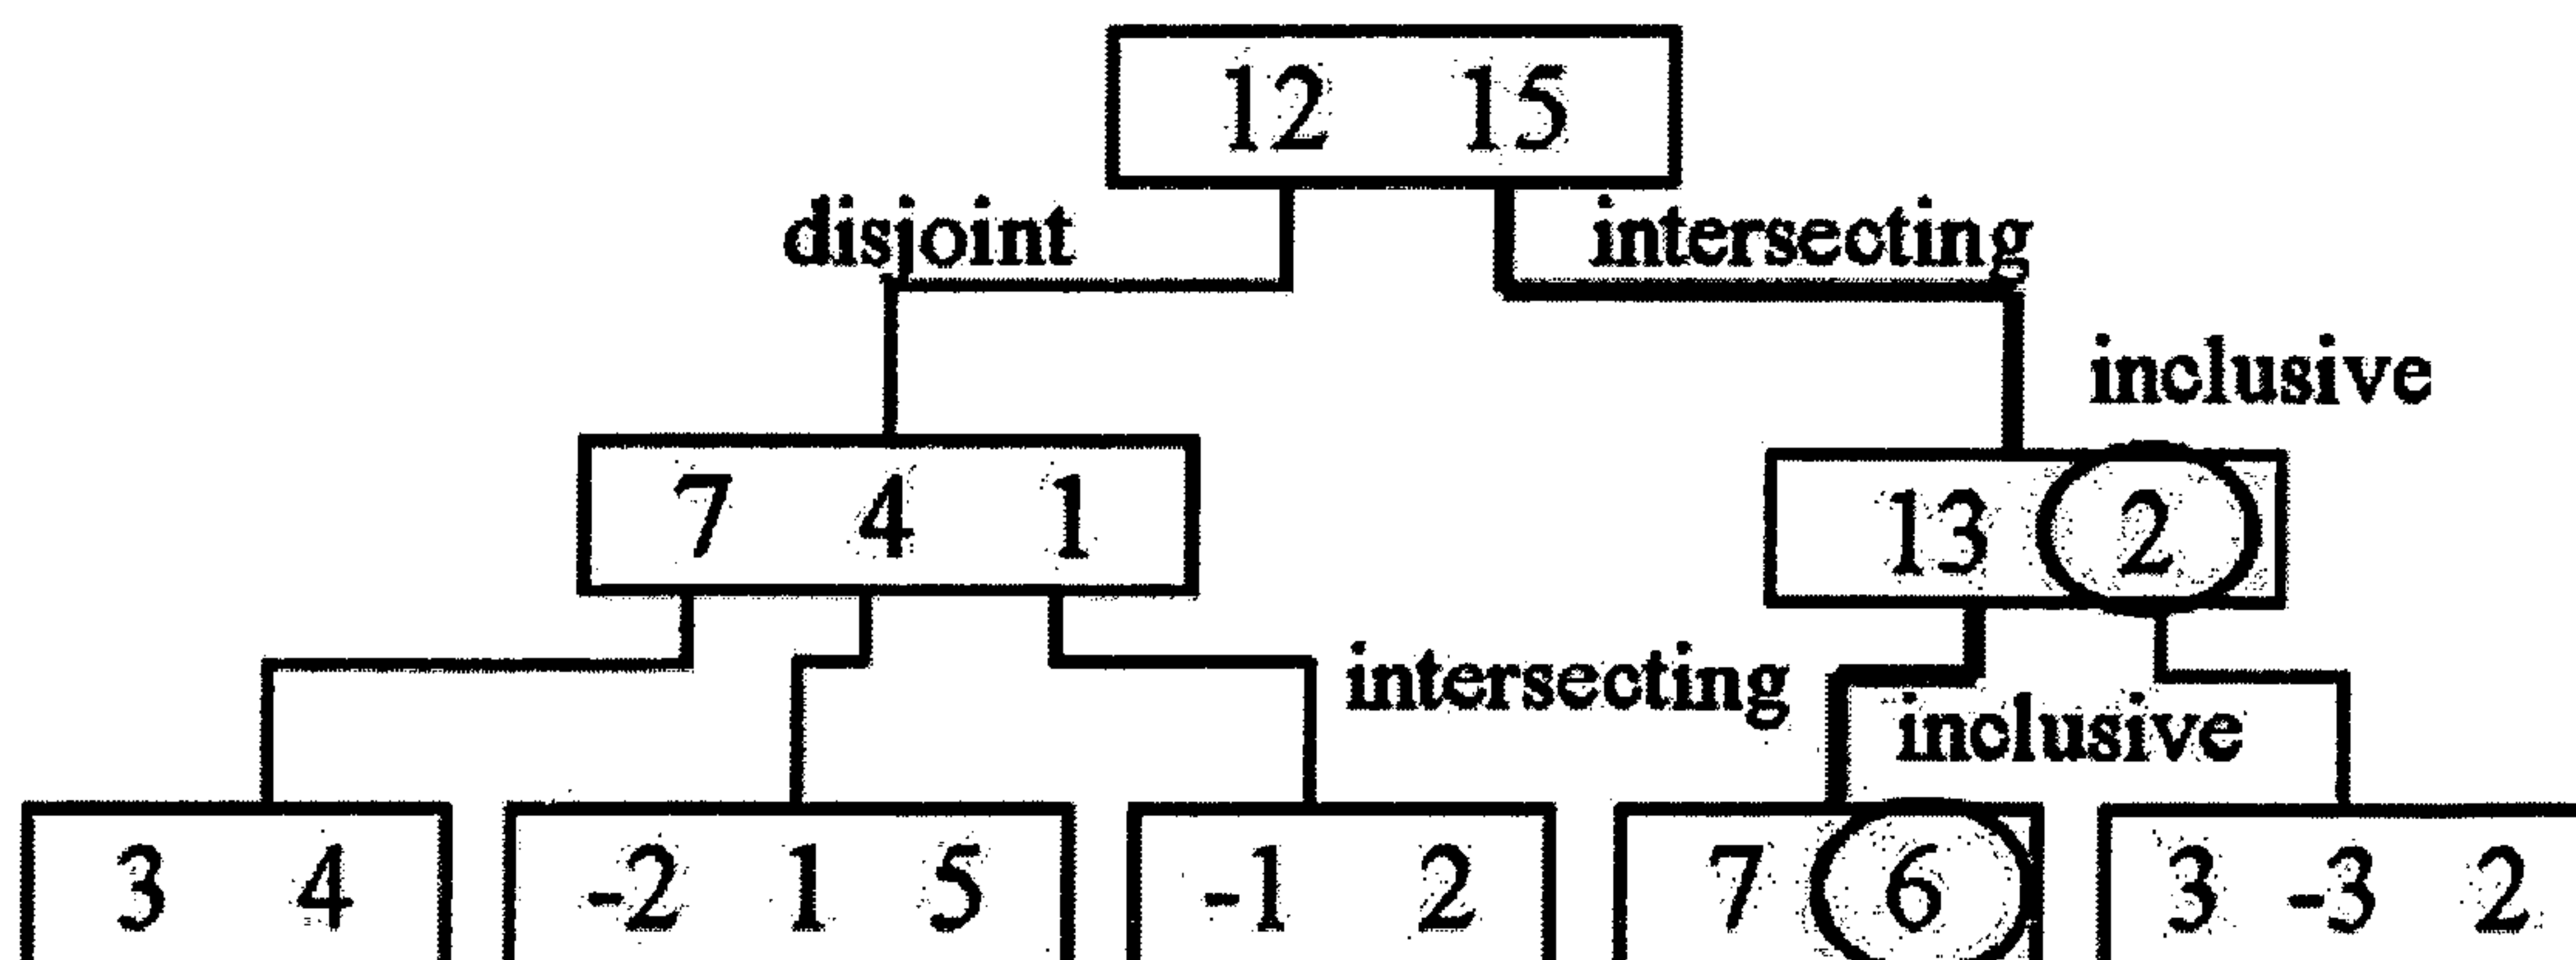 12 15
disjoint intersecting
inclusive
7 4 1 13 2
intersecting
inclusive
3 4 -2 1 5 -1 2 7 6 3 -3 2